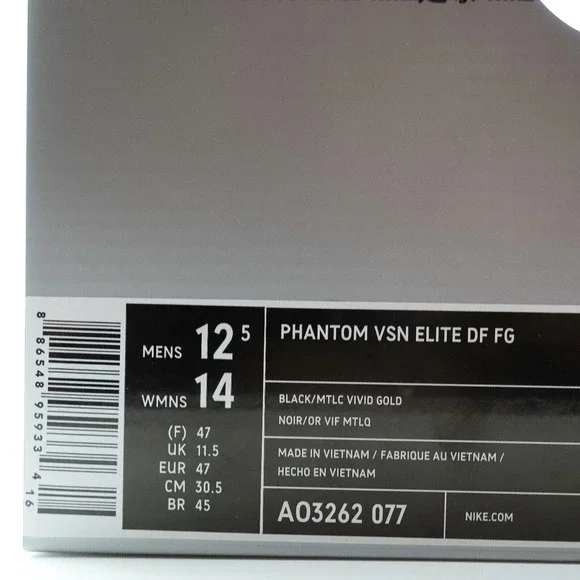 8 86548 95933 4 16
MENS 12 5
WMNS 14
(F) 47
UK 11.5
EUR 47
CM 30.5
BR 45
PHANTOM VSN ELITE DF FG
BLACK/MTLC VIVID GOLD
NOIR/OR VIF MTLQ
MADE IN VIETNAM / FABRIQUE AU VIETNAM /
HECHO EN VIETNAM
AO3262 077
NIKE.COM